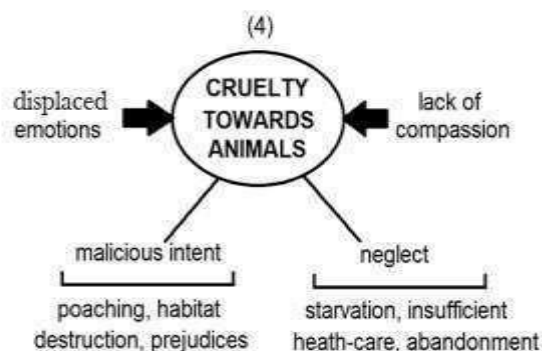 (4)
CRUELTY
TOWARDS
ANIMALS
displaced
emotions
lack of
compassion
malicious intent
poaching, habitat
destruction, prejudices
neglect
starvation, insufficient
heath-care, abandonment